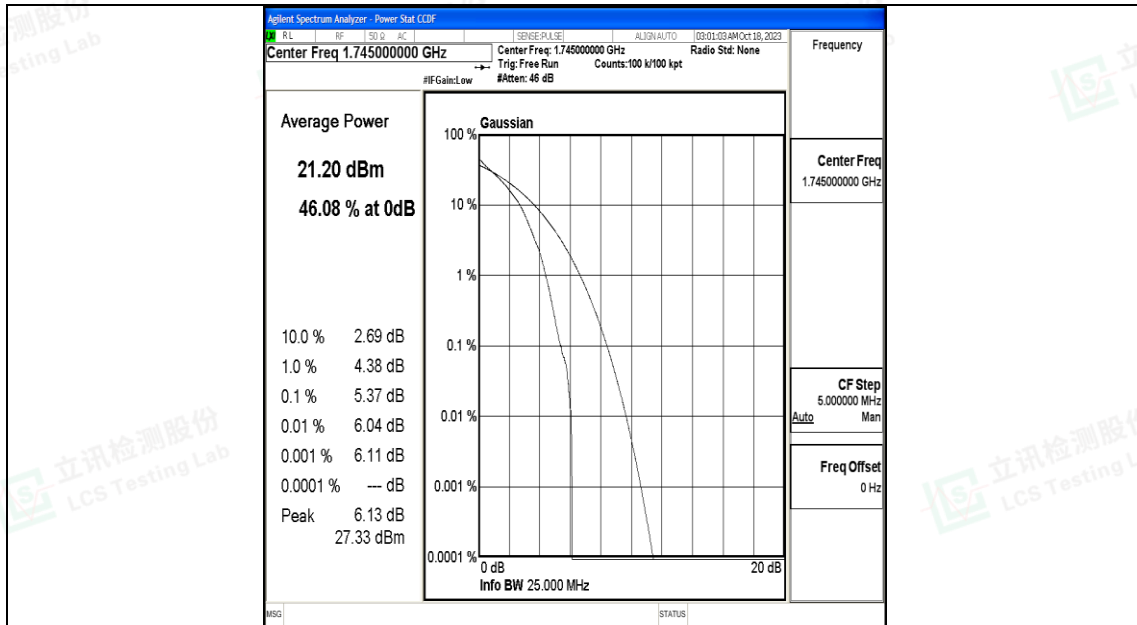 Agilent Spectrum Analyzer - Power Stat CCDF
RL RF 50 Ω AC SENSE:PULSE ALIGN AUTO 03:01:03 AM Oct 18, 2023
Center Freq 1.745000000 GHz
Center Freq: 1.745000000 GHz Radio Std: None
Trig: Free Run Counts:100 k/100 kpt
#IFGain:Low #Atten: 46 dB
Frequency
Average Power
21.20 dBm
46.08 % at 0dB
10.0 % 2.69 dB
1.0 % 4.38 dB
0.1 % 5.37 dB
0.01 % 6.04 dB
0.001 % 6.11 dB
0.0001 % --- dB
Peak 6.13 dB
27.33 dBm
Gaussian
100 %
10 %
1 %
0.1 %
0.01 %
0.001 %
0.0001 %
0 dB 20 dB
Info BW 25.000 MHz
Center Freq
1.745000000 GHz
CF Step
5.000000 MHz
Auto Man
Freq Offset
0 Hz
MSG STATUS
立讯检测股份
LCS Testing Lab
立讯检测股份
LCS Testing L